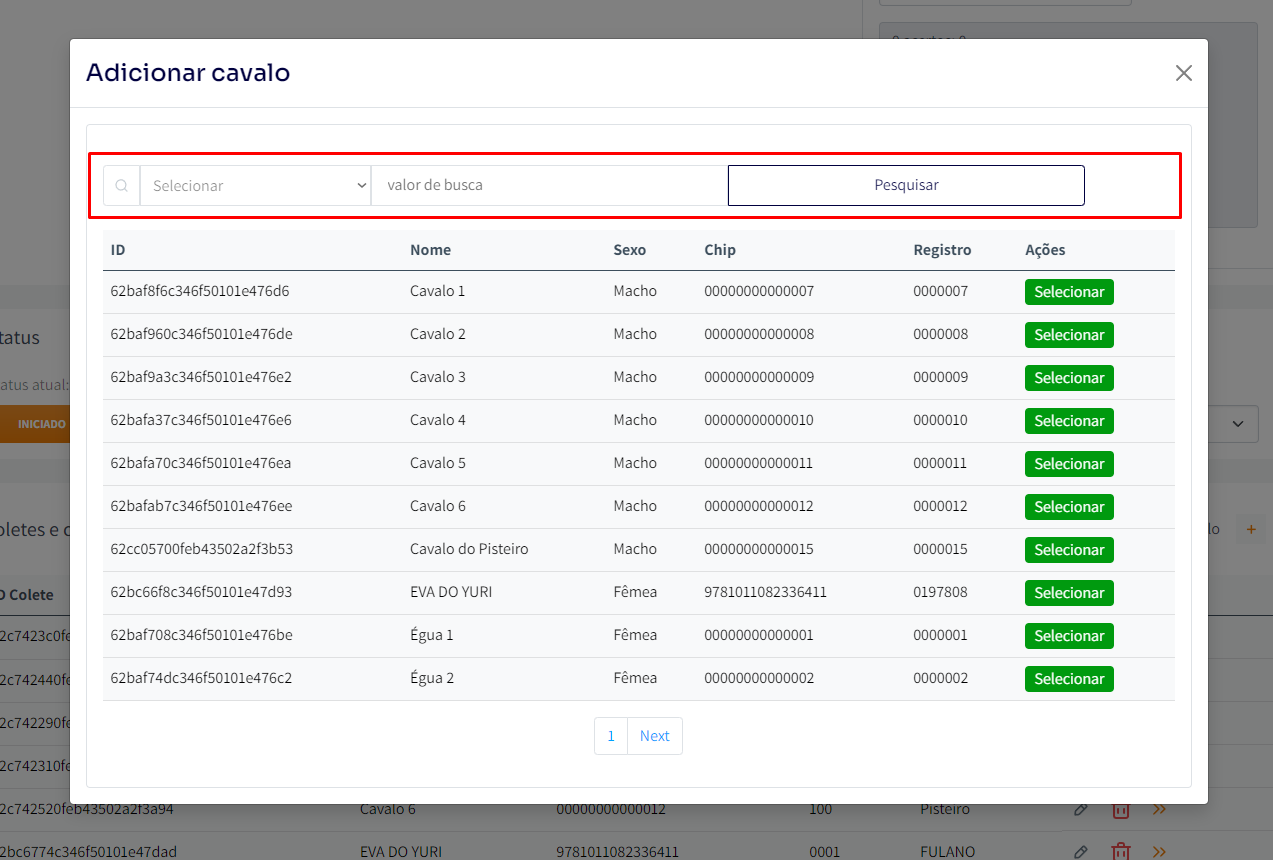 Adicionar cavalo
Selecionar valor de busca Pesquisar
ID Nome Sexo Chip Registro Ações
62baf8f6c346f50101e476d6 Cavalo 1 Macho 00000000000007 0000007 Selecionar
62baf960c346f50101e476de Cavalo 2 Macho 00000000000008 0000008 Selecionar
62baf9a3c346f50101e476e2 Cavalo 3 Macho 00000000000009 0000009 Selecionar
62bafa37c346f50101e476e6 Cavalo 4 Macho 00000000000010 0000010 Selecionar
62bafa70c346f50101e476ea Cavalo 5 Macho 00000000000011 0000011 Selecionar
62bafab7c346f50101e476ee Cavalo 6 Macho 00000000000012 0000012 Selecionar
62cc05700feb43502a2f3b53 Cavalo do Pisteiro Macho 00000000000015 0000015 Selecionar
62bc66f8c346f50101e47d93 EVA DO YURI Fêmea 9781011082336411 0197808 Selecionar
62baf708c346f50101e476be Égua 1 Fêmea 00000000000001 0000001 Selecionar
62baf74dc346f50101e476c2 Égua 2 Fêmea 00000000000002 0000002 Selecionar
1 Next
tatus
atus atual:
INICIADO
oletes e c
lo +
O Colete
2c7423c0fe
2c742440fe
2c742290fe
2c742310fe
2c742520feb43502a2f3a94 Cavalo 6 00000000000012 100 Pisteiro
2bc6774c346f50101e47dad EVA DO YURI 9781011082336411 0001 FULANO